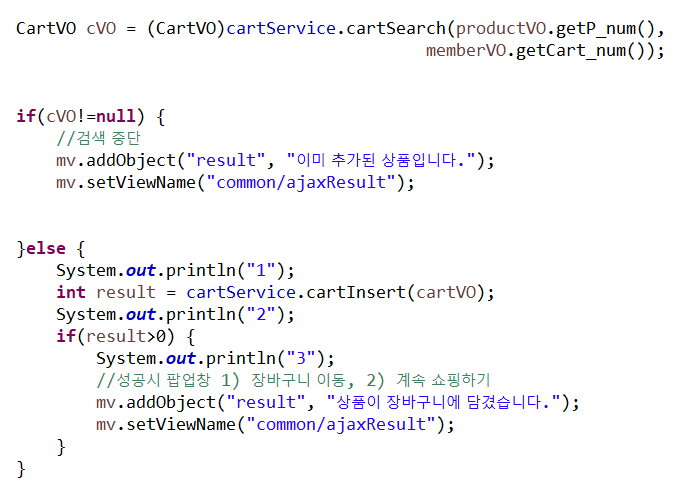 CartVO cVO = (CartVO)cartService.cartSearch(productVO.getP_num(),
memberVO.getCart_num());
if(cVO!=null) {
//검색 중단
mv.addObject("result", "이미 추가된 상품입니다.");
mv.setViewName("common/ajaxResult");
}else {
System.out.println("1");
int result = cartService.cartInsert(cartVO);
System.out.println("2");
if(result>0) {
System.out.println("3");
//성공시 팝업창 1) 장바구니 이동, 2) 계속 쇼핑하기
mv.addObject("result", "상품이 장바구니에 담겼습니다.");
mv.setViewName("common/ajaxResult");
}
}